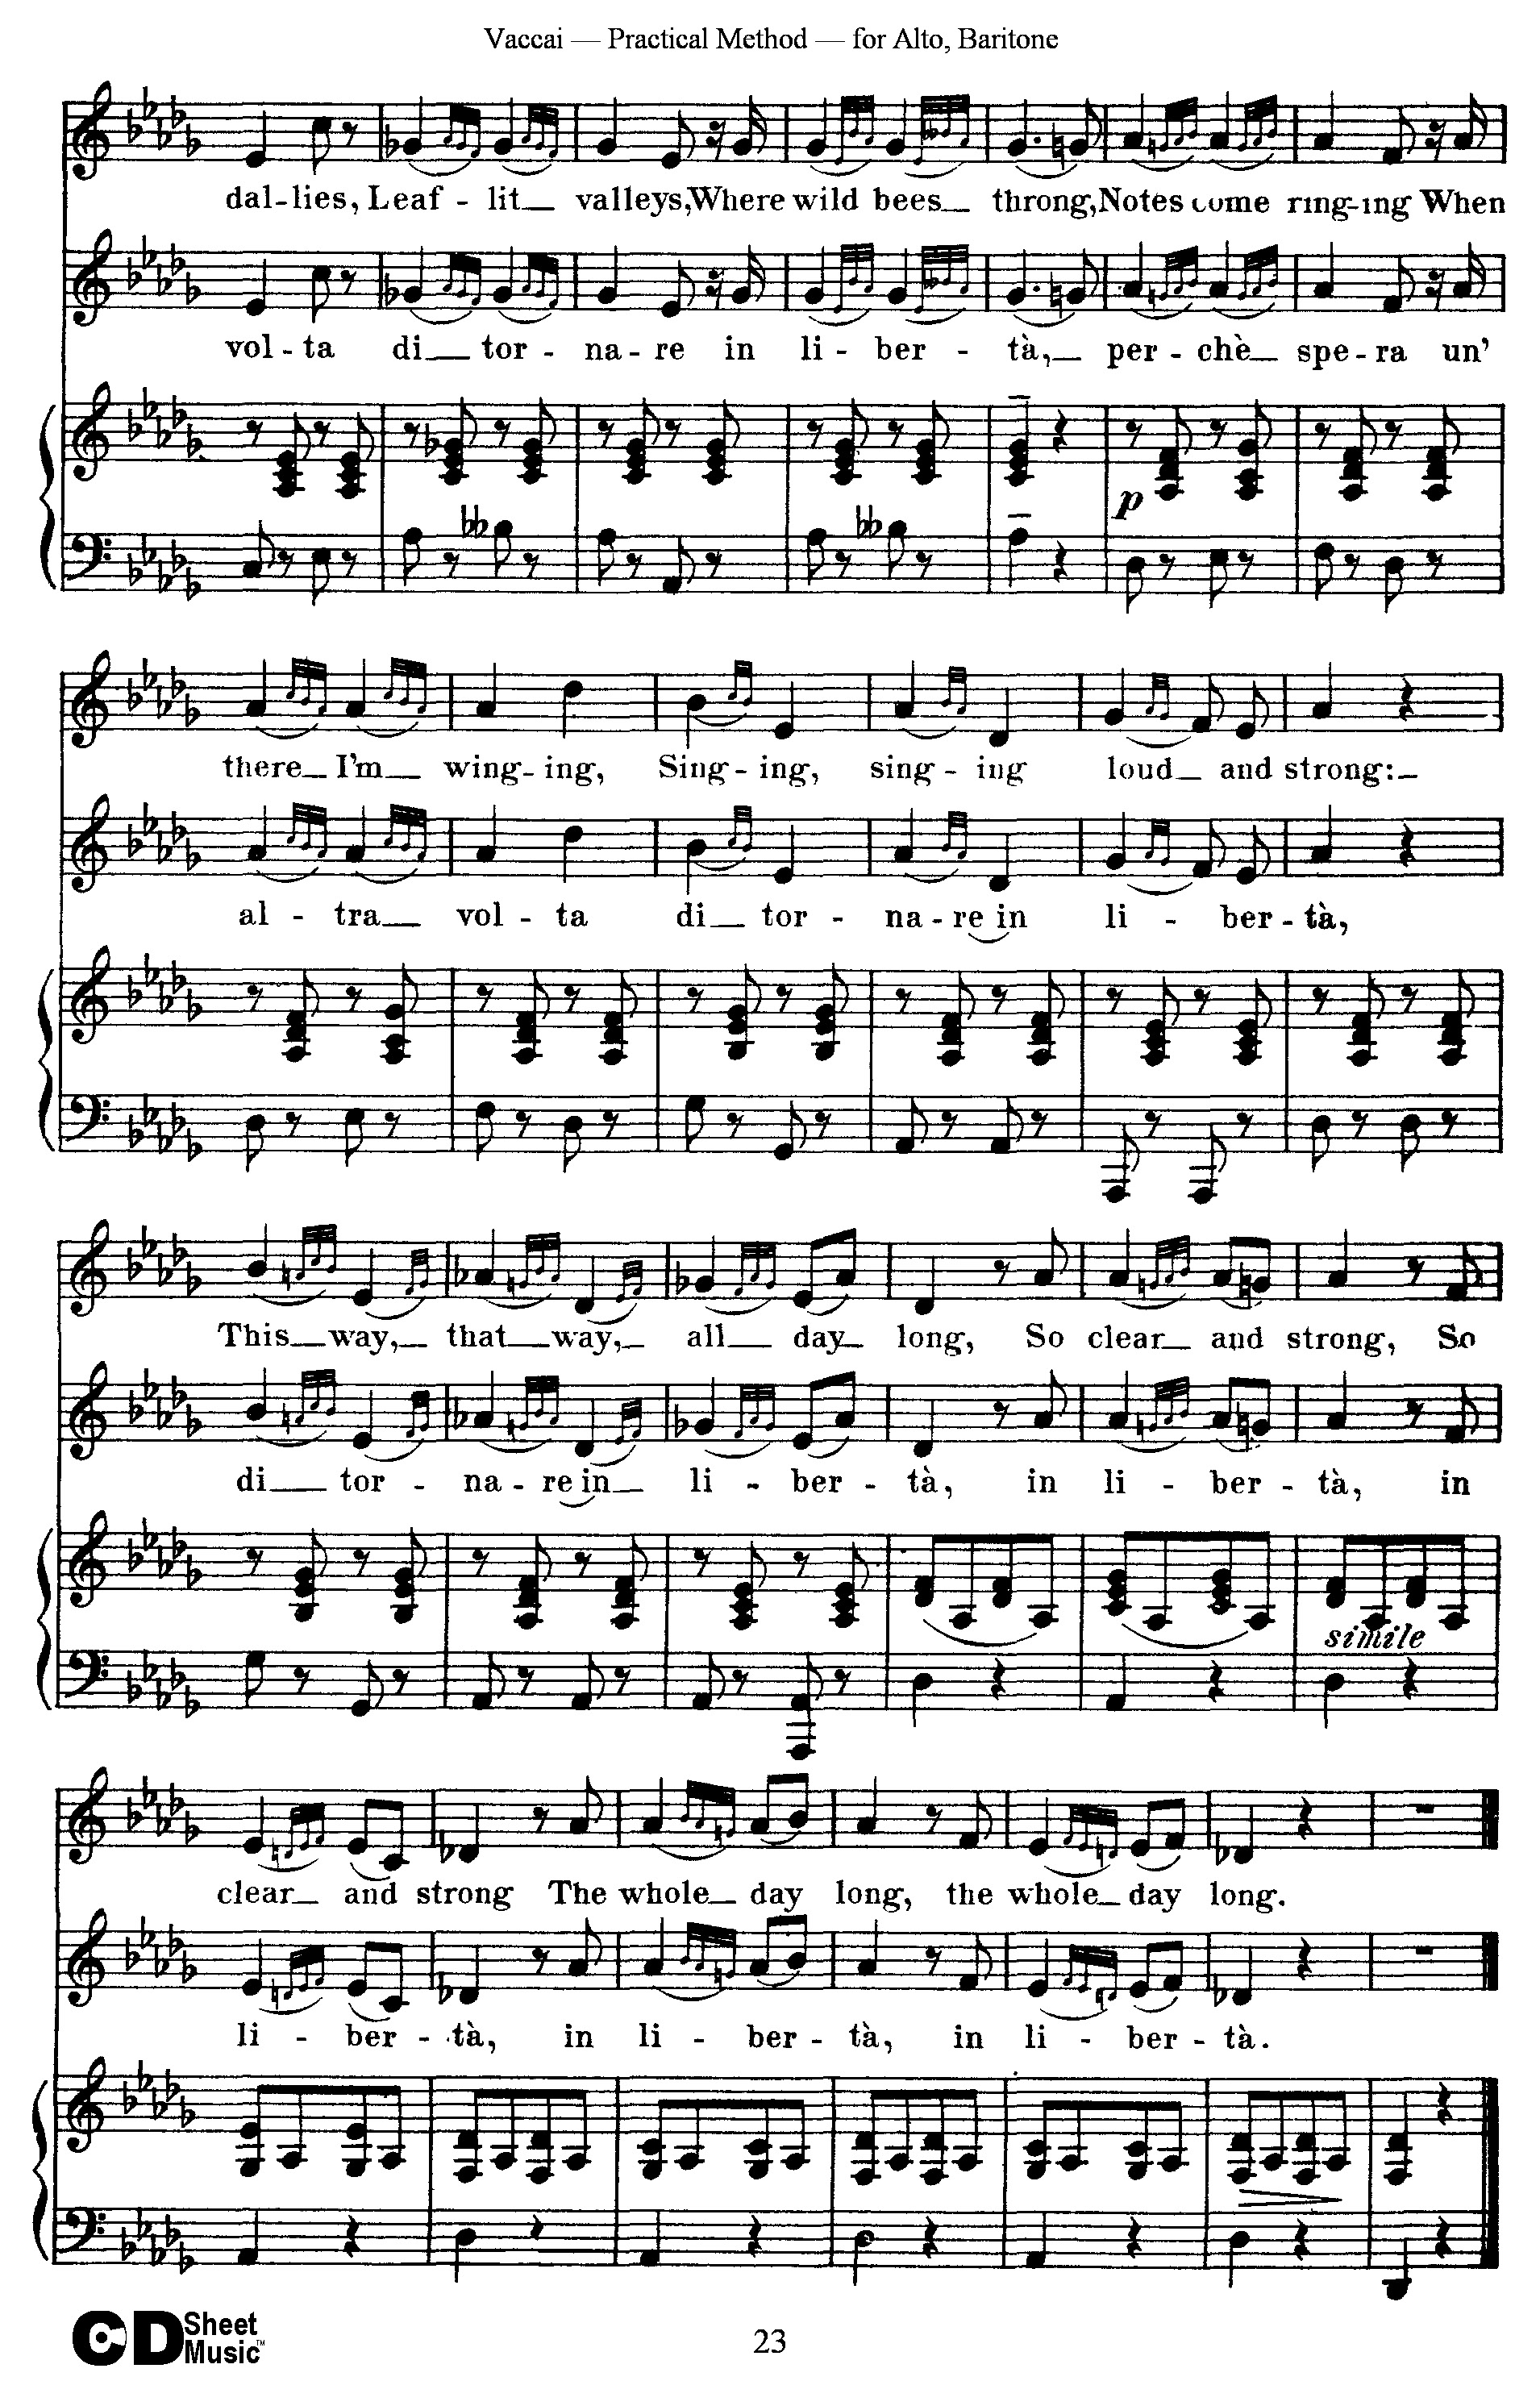 Vaccai — Practical Method — for Alto, Baritone
dal-lies, Leaf - lit valleys, Where wild bees throng, Notes come ring-ing When
vol - ta di tor - na - re in li - ber - tà, per - chè spe - ra un'
p
there I'm wing - ing, Sing - ing, sing - ing loud and strong:
al - tra vol - ta di tor - na - re in li - ber - tà,
This way, that way, all day long, So clear and strong, So
di tor - na - re in li - ber - tà, in li - ber - tà, in
simile
clear and strong The whole day long, the whole day long.
li - ber - tà, in li - ber - tà, in li - ber - tà.
CD Sheet Music™
23